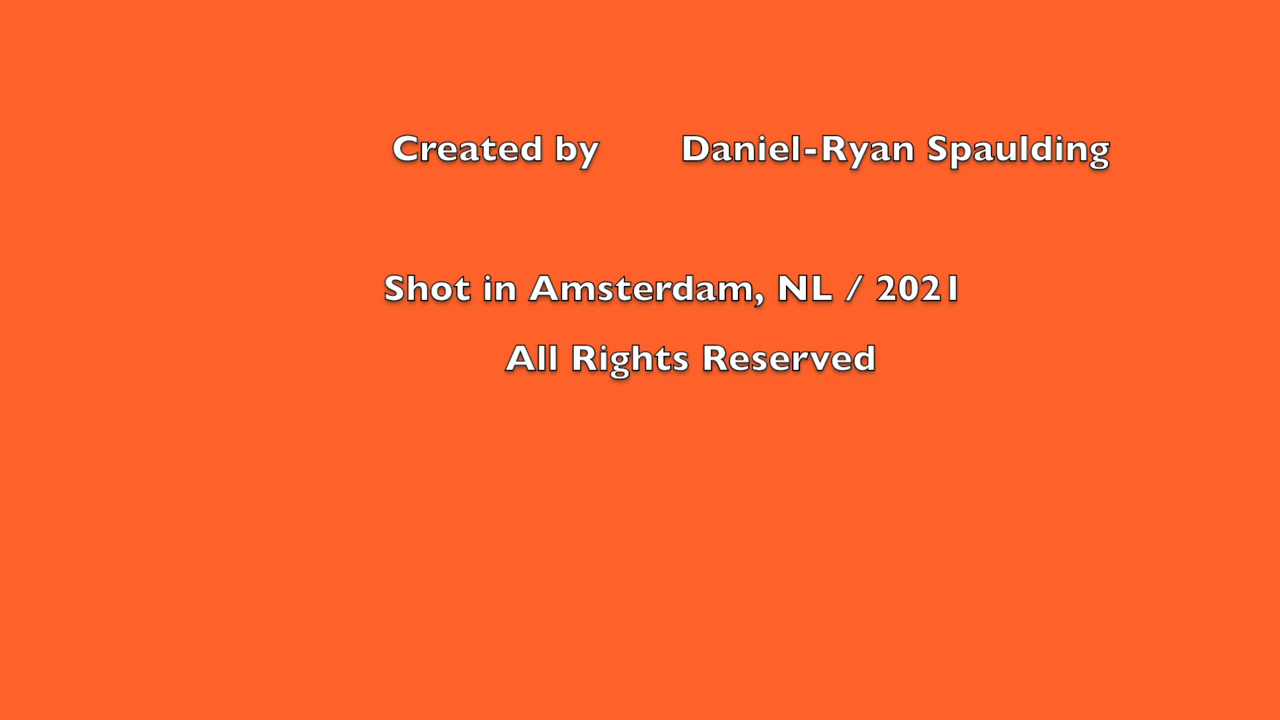 Created by Daniel-Ryan Spaulding
Shot in Amsterdam, NL / 2021
All Rights Reserved